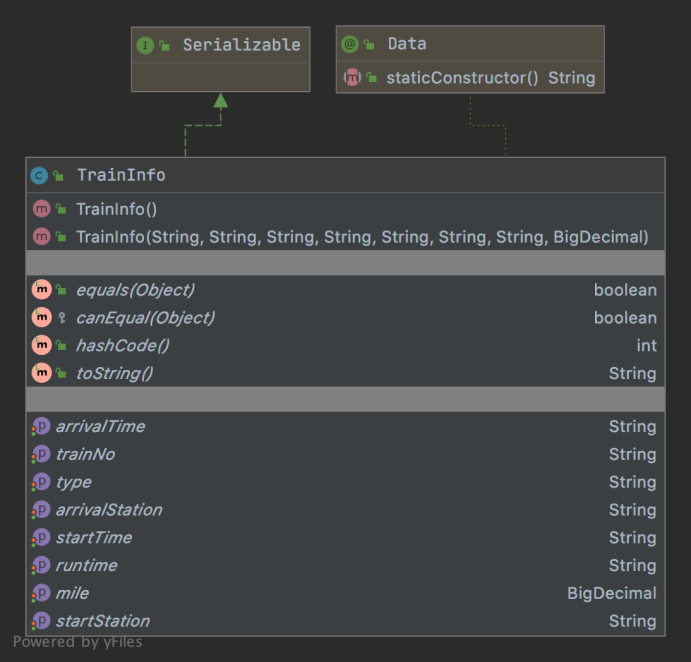 Serializable
Data
staticConstructor() String
TrainInfo
TrainInfo()
TrainInfo(String, String, String, String, String, String, String, BigDecimal)
equals(Object) boolean
canEqual(Object) boolean
hashCode() int
toString() String
arrivalTime String
trainNo String
type String
arrivalStation String
startTime String
runtime String
mile BigDecimal
startStation String
Powered by yFiles